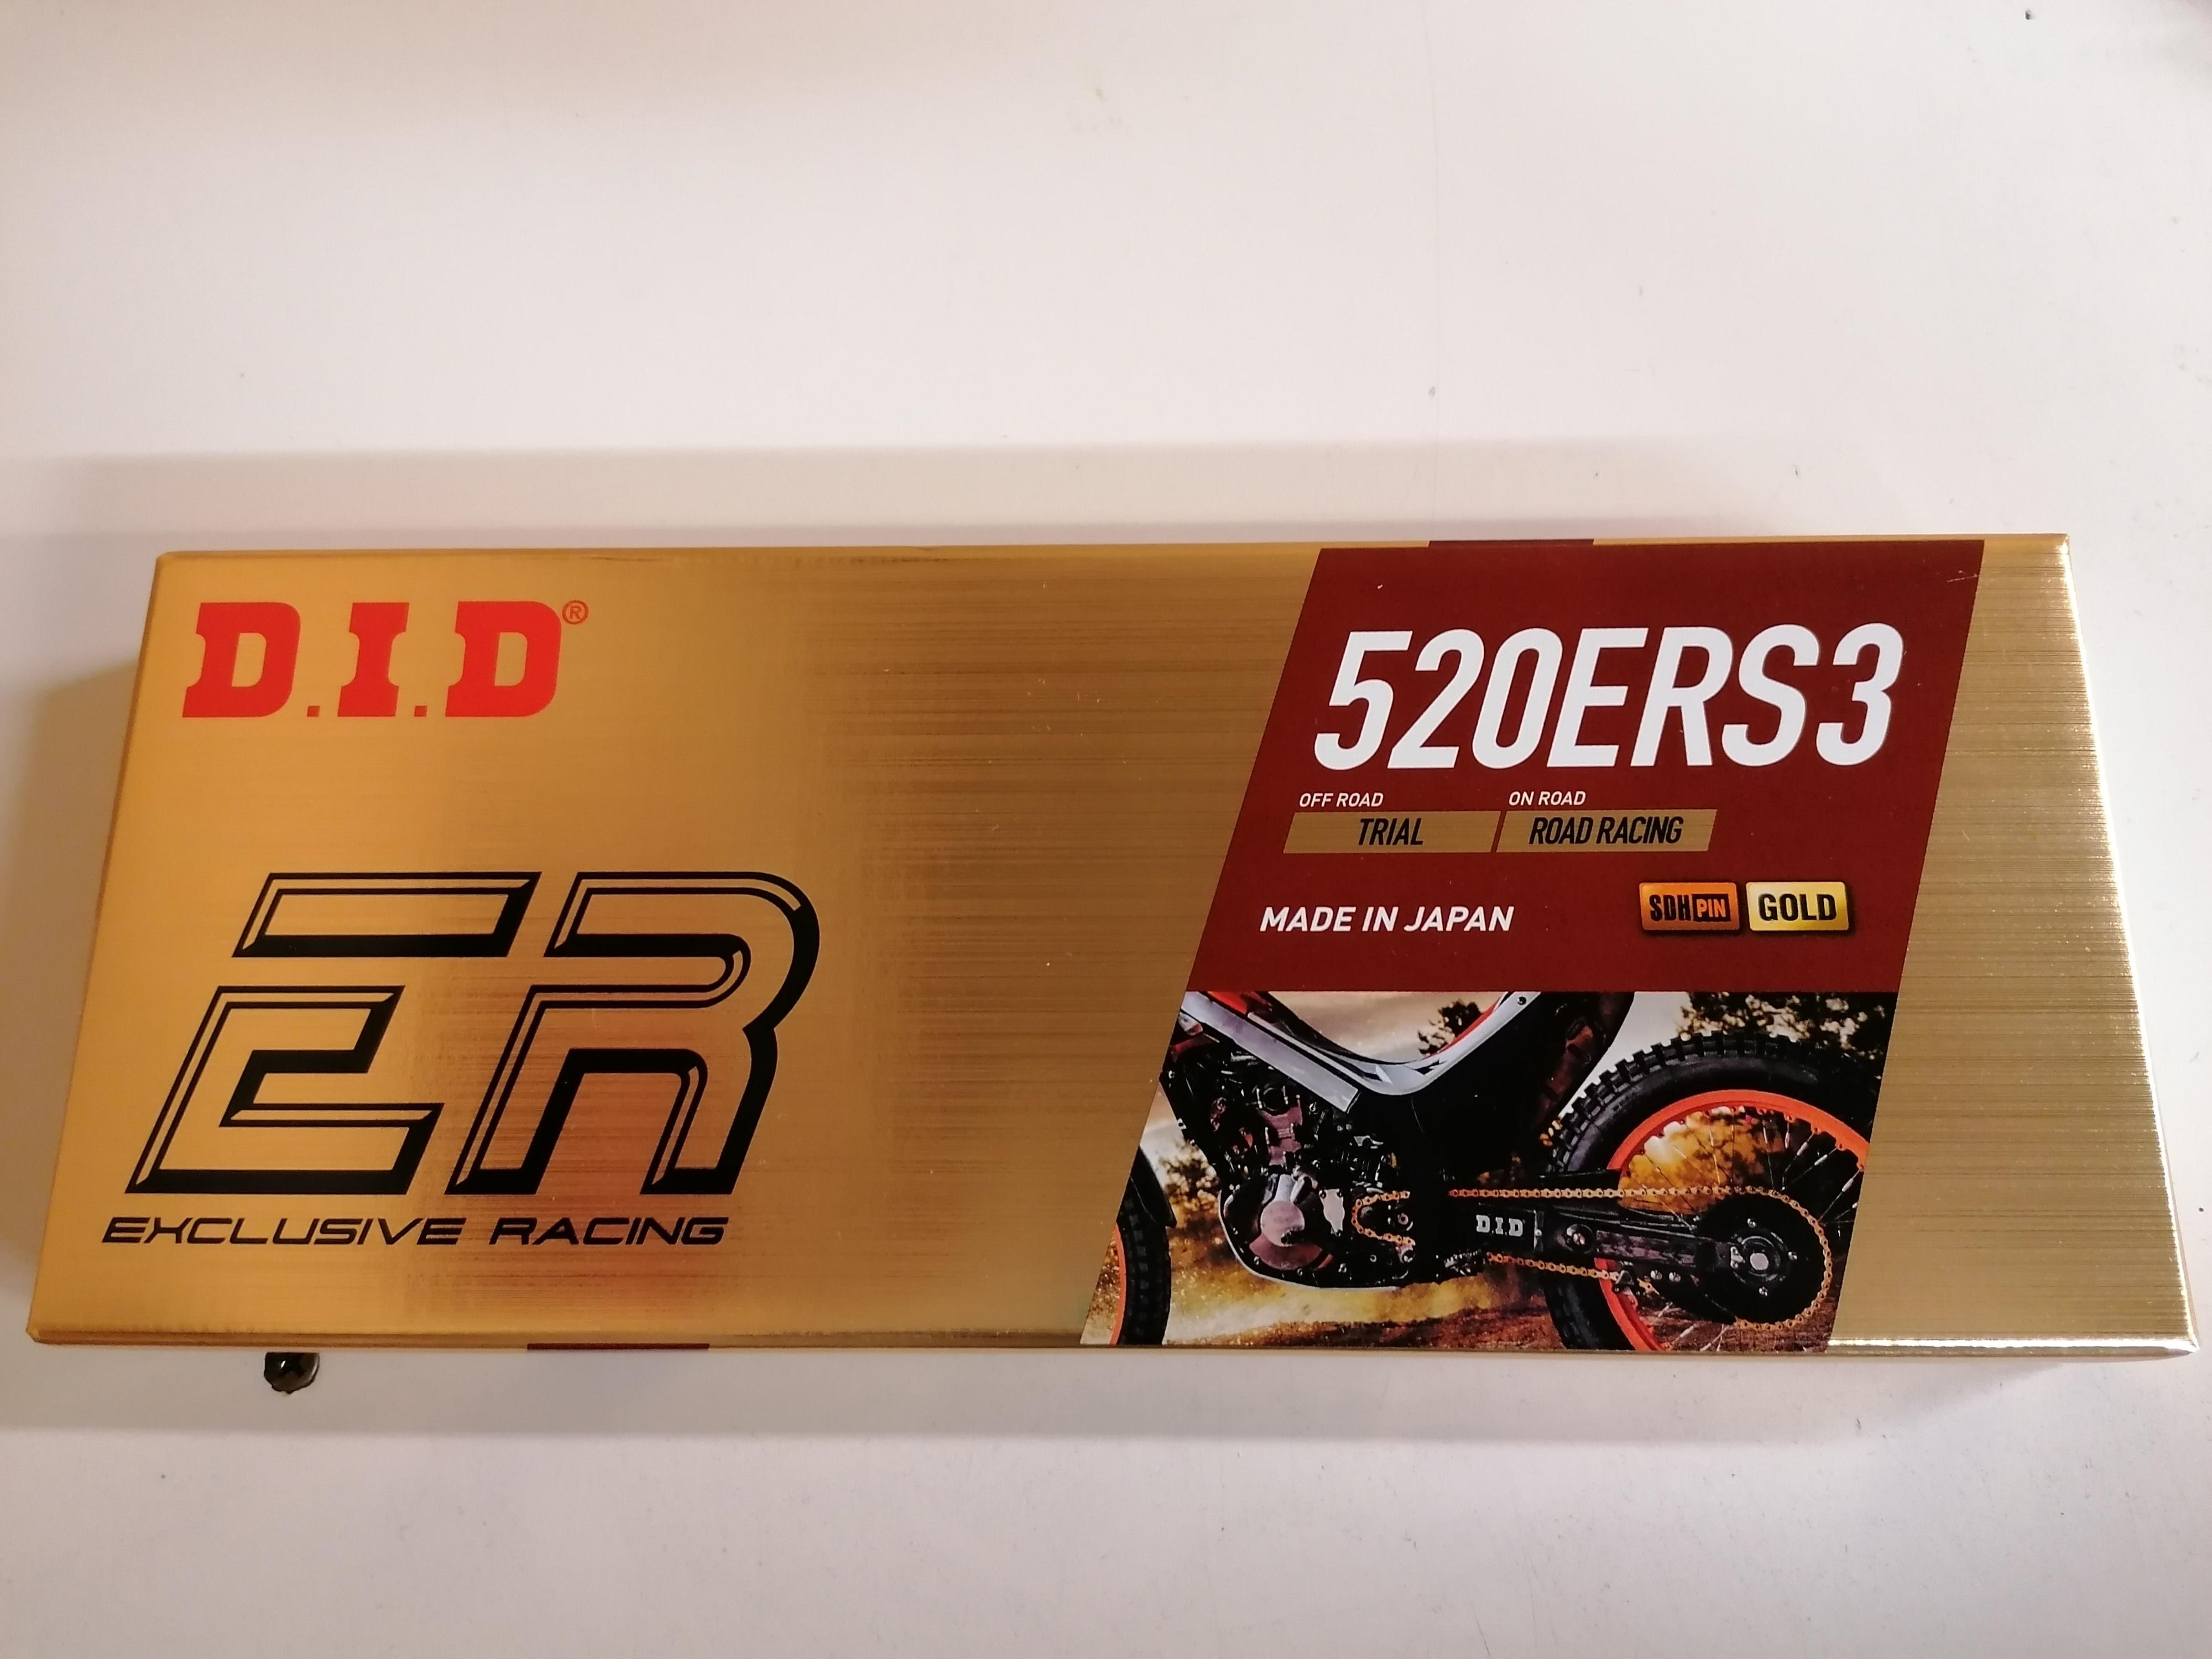 D.I.D®
ER
EXCLUSIVE RACING
520ERS3
OFF ROAD ON ROAD
TRIAL ROAD RACING
MADE IN JAPAN
SDH PIN GOLD
D.I.D